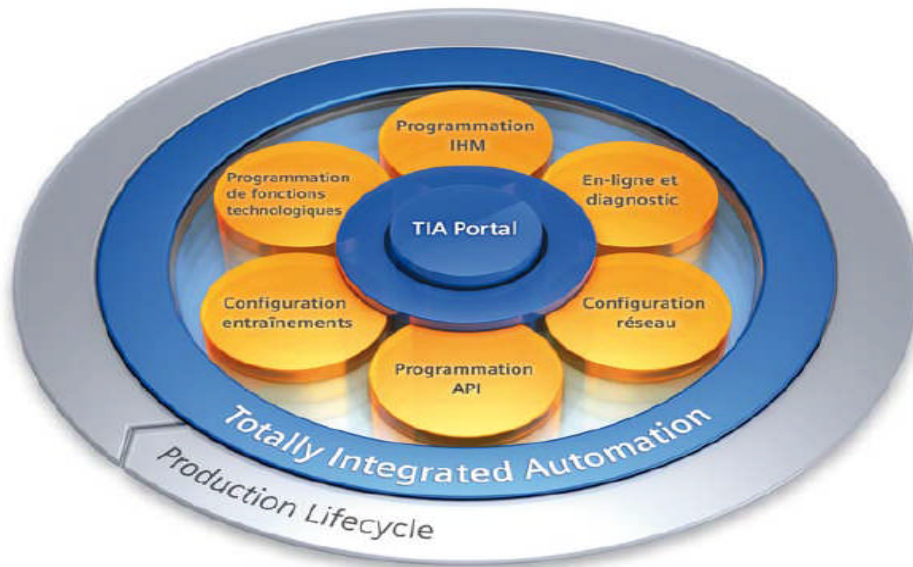 Programmation
IHM
Programmation
de fonctions
technologiques
En-ligne et
diagnostic
TIA Portal
Configuration
entraînements
Configuration
réseau
Programmation
API
Totally Integrated Automation
Production Lifecycle